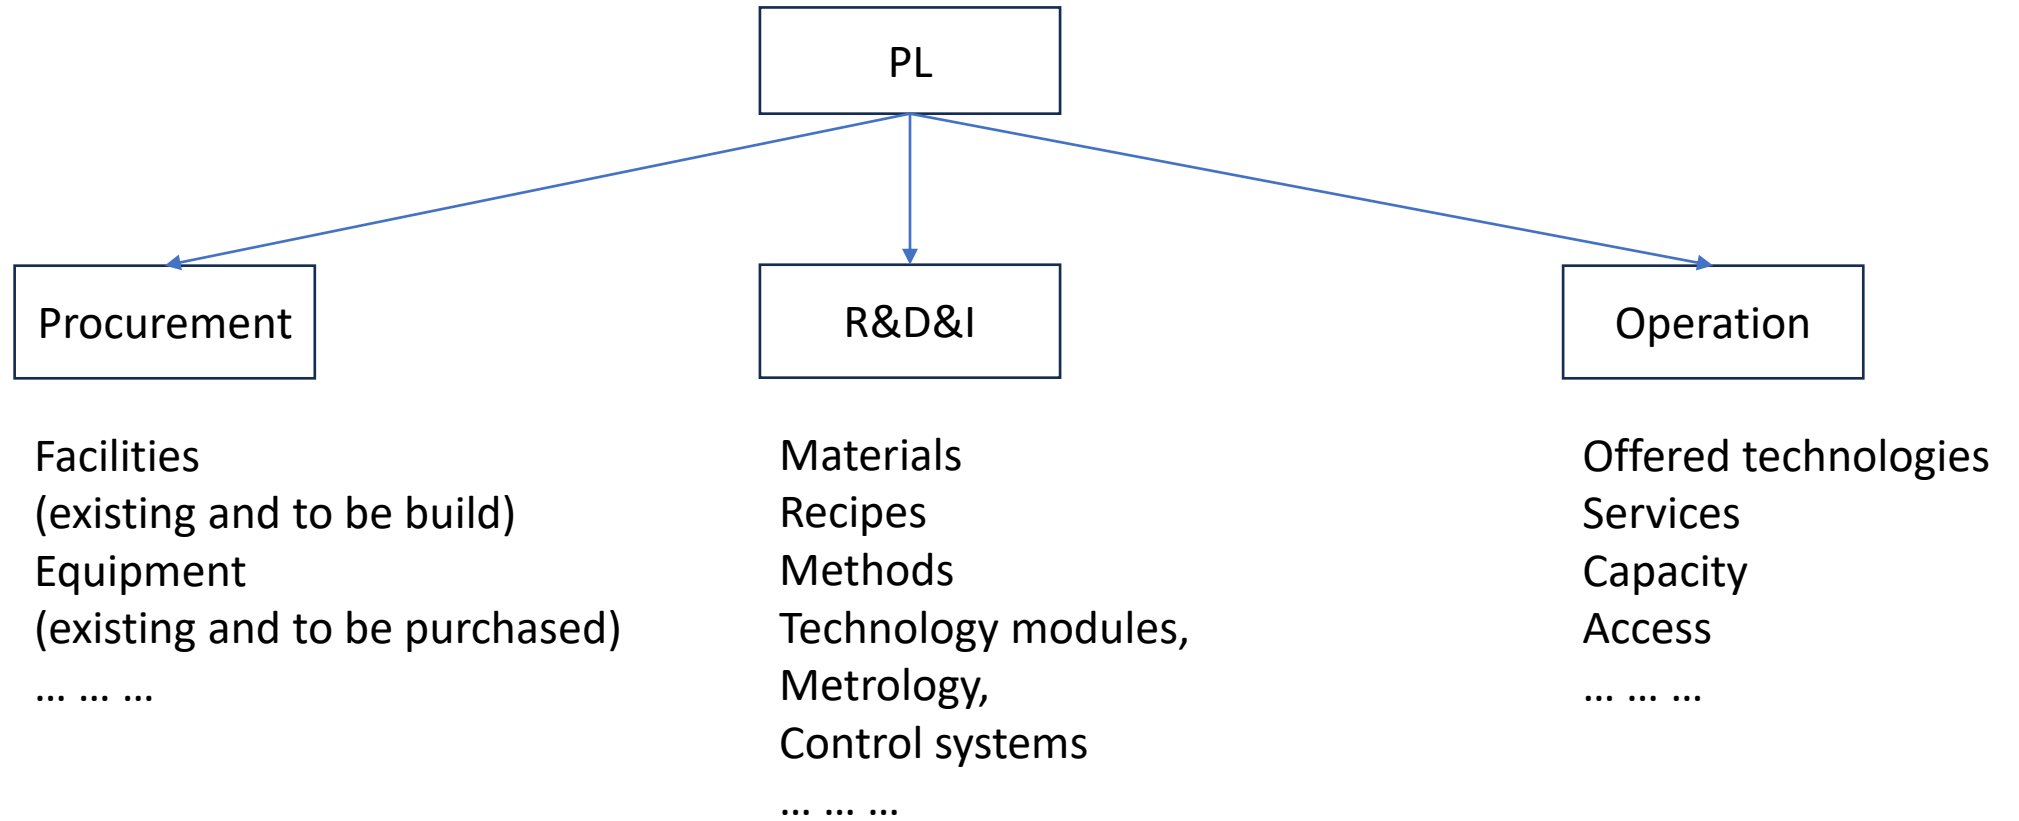 PL
Procurement
R&D&I
Operation
Facilities
(existing and to be build)
Equipment
(existing and to be purchased)
… … …
Materials
Recipes
Methods
Technology modules,
Metrology,
Control systems
… … …
Offered technologies
Services
Capacity
Access
… … …